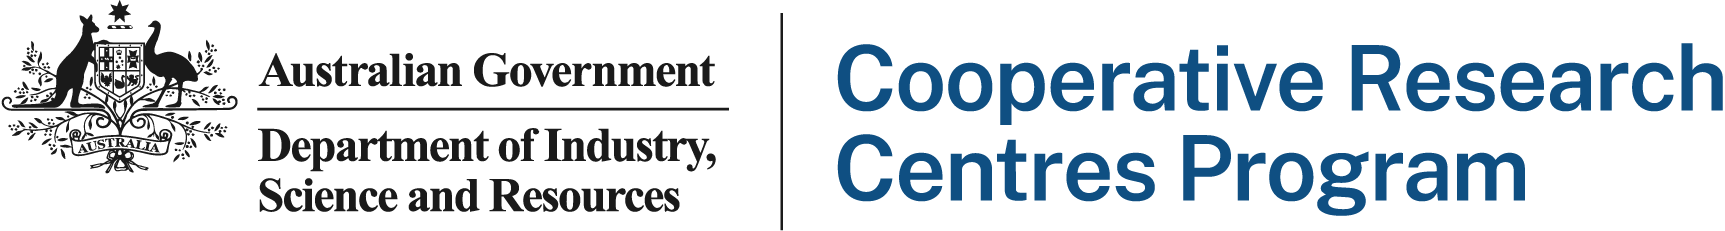 AUSTRALIA
Australian Government
Department of Industry,
Science and Resources
Cooperative Research
Centres Program